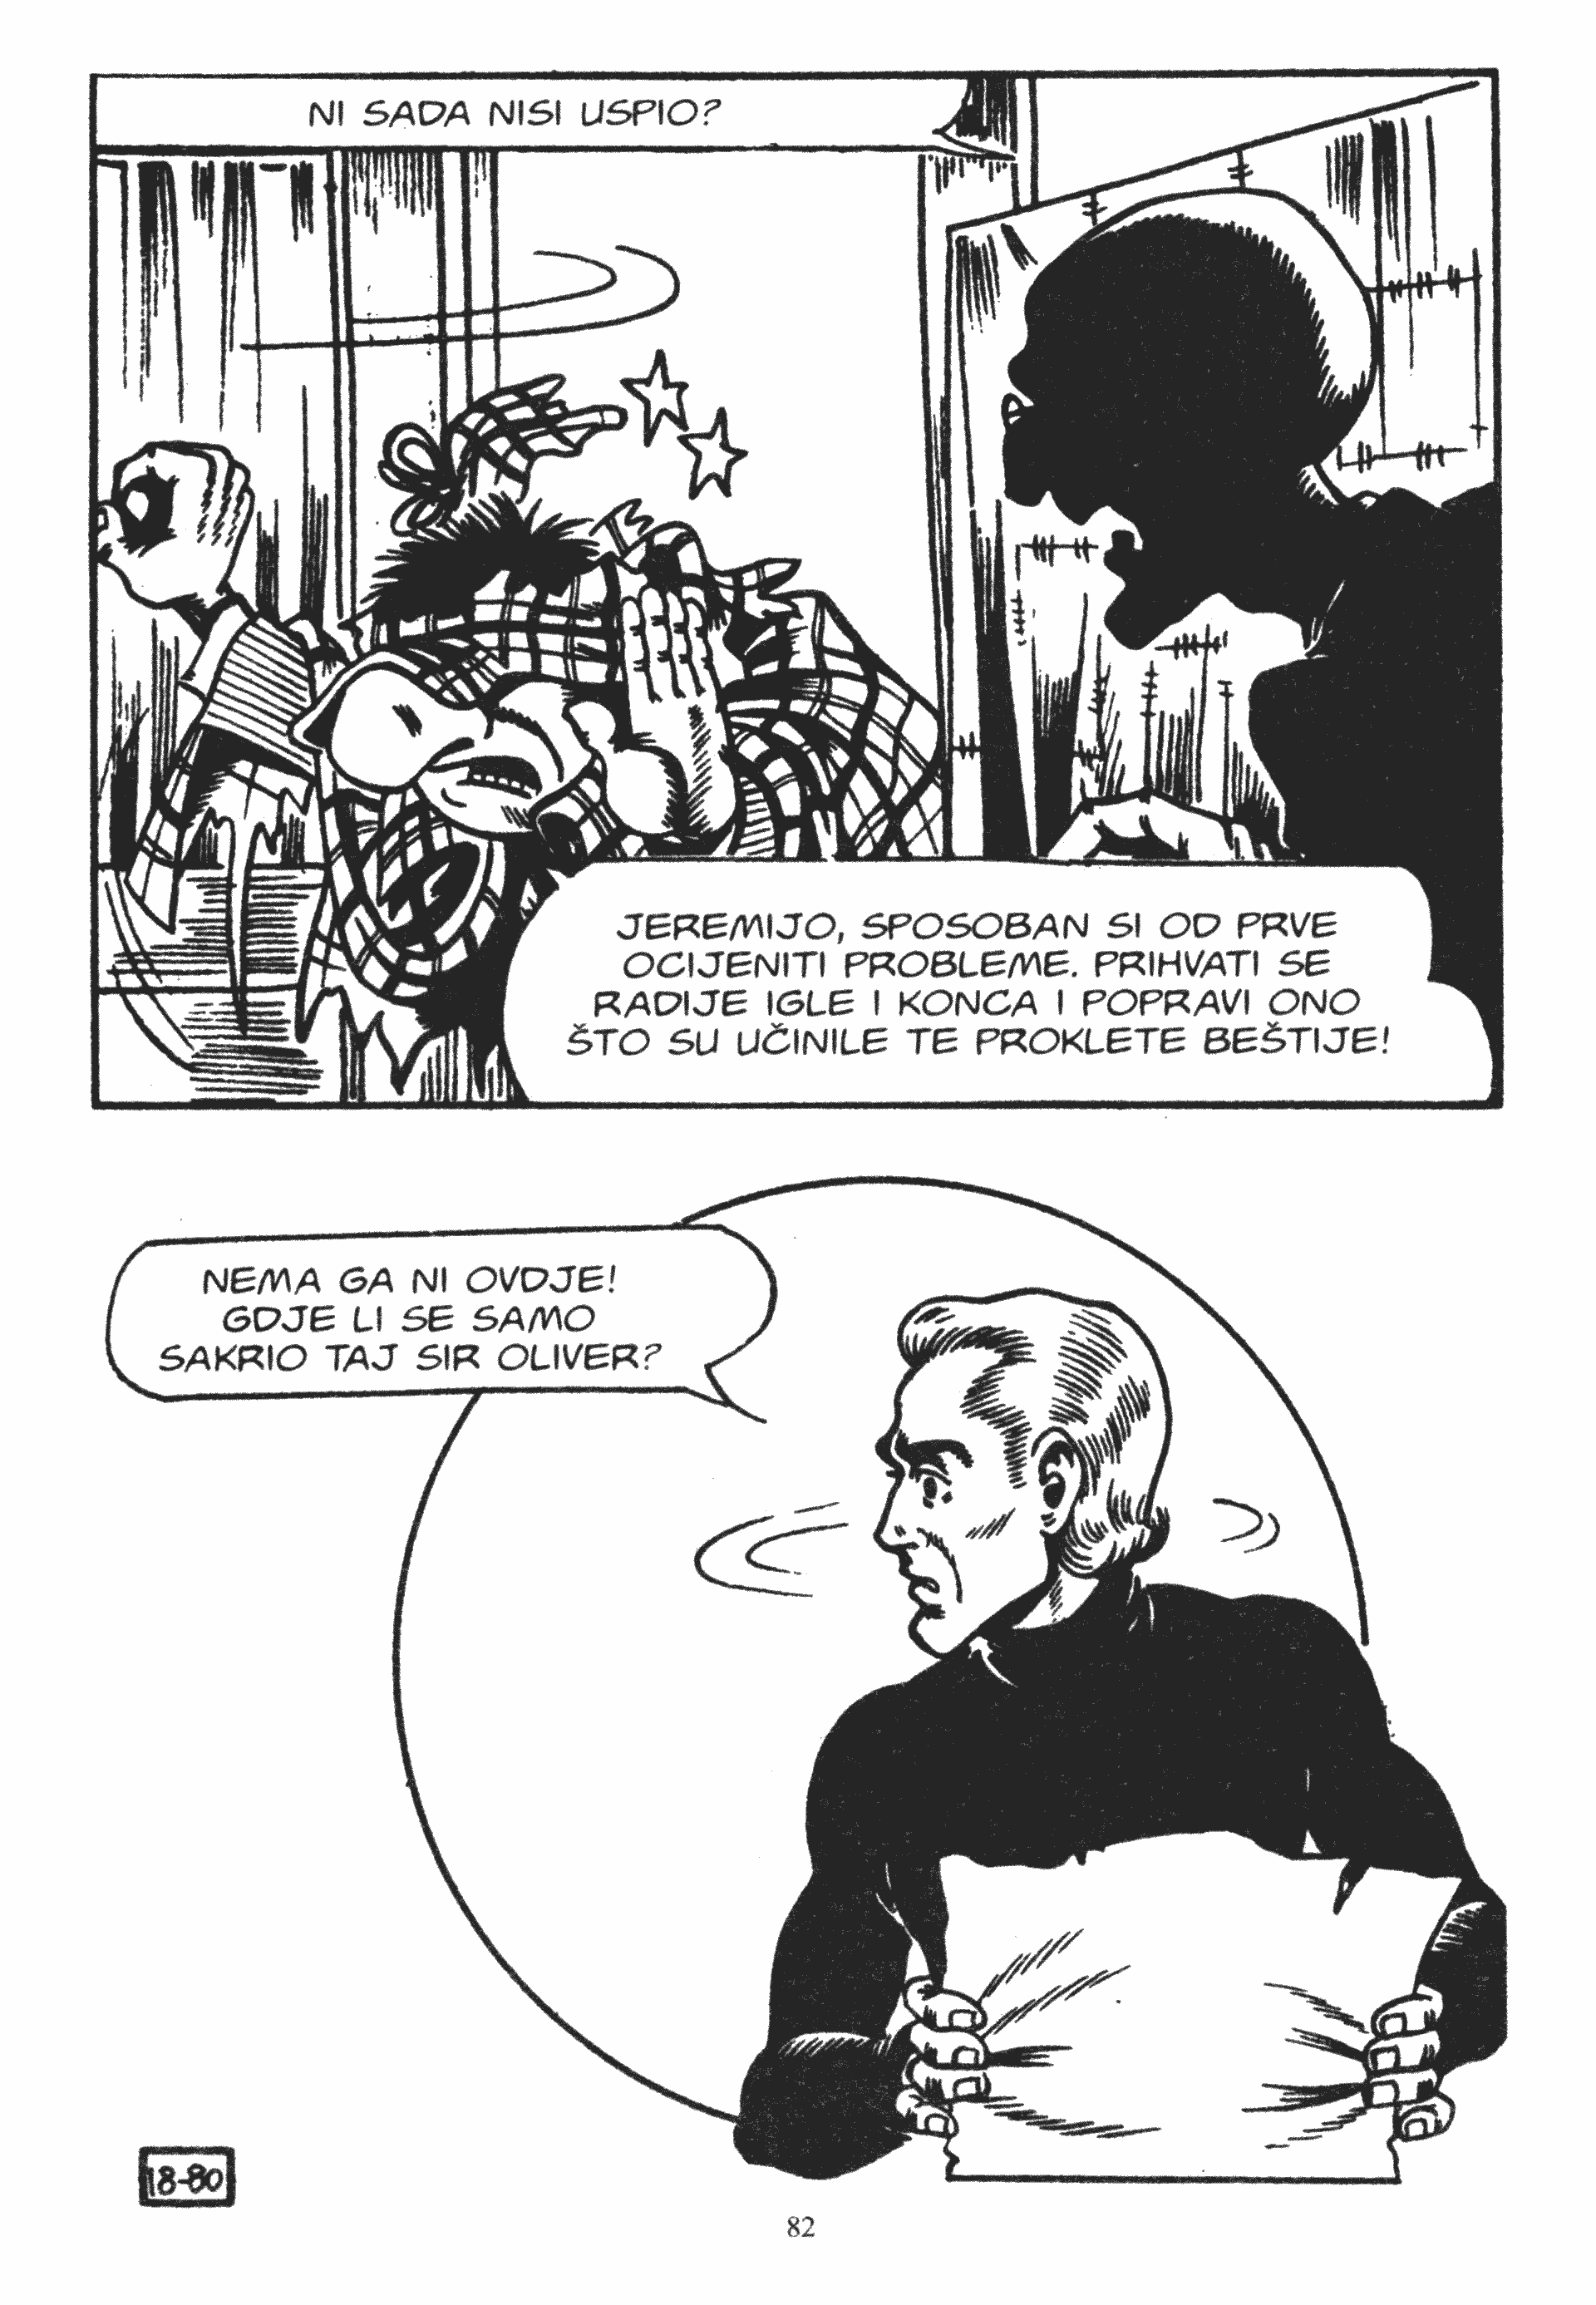 NI SADA NISI USPIO?
JEREMIJO, SPOSOBAN SI OD PRVE
OCIJENITI PROBLEME. PRIHVATI SE
RADIJE IGLE I KONCA I POPRAVI ONO
ŠTO SU UČINILE TE PROKLETE BEŠTIJE!
NEMA GA NI OVDJE!
GDJE LI SE SAMO
SAKRIO TAJ SIR OLIVER?
18-80
82